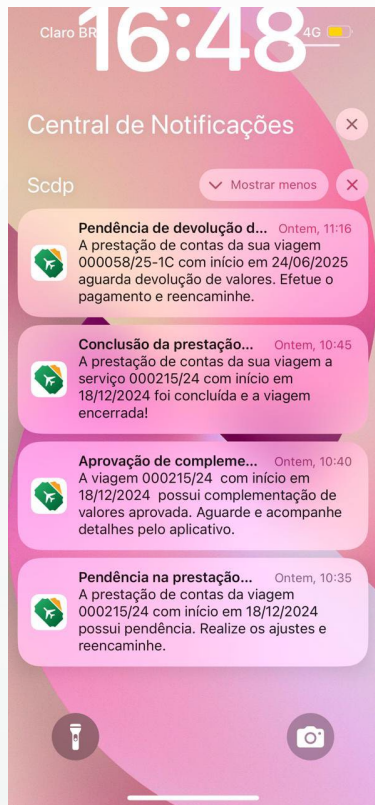 Claro BR
16:48
4G
Central de Notificações
Scdp
Mostrar menos
Pendência de devolução d... Ontem, 11:16
A prestação de contas da sua viagem
000058/25-1C com início em 24/06/2025
aguarda devolução de valores. Efetue o
pagamento e reencaminhe.
Conclusão da prestação... Ontem, 10:45
A prestação de contas da sua viagem a
serviço 000215/24 com início em
18/12/2024 foi concluída e a viagem
encerrada!
Aprovação de compleme... Ontem, 10:40
A viagem 000215/24 com início em
18/12/2024 possui complementação de
valores aprovada. Aguarde e acompanhe
detalhes pelo aplicativo.
Pendência na prestação... Ontem, 10:35
A prestação de contas da viagem
000215/24 com início em 18/12/2024
possui pendência. Realize os ajustes e
reencaminhe.